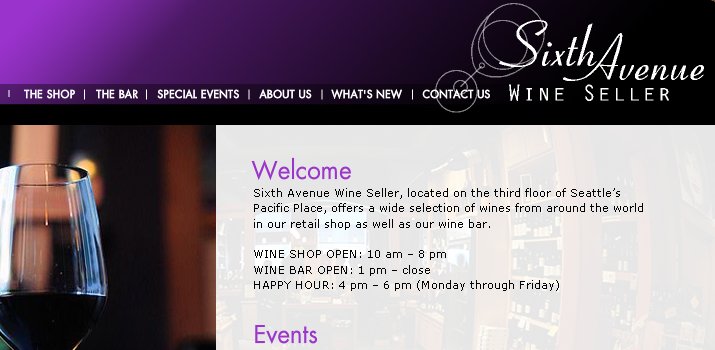 Sixth Avenue
WINE SELLER
| THE SHOP | THE BAR | SPECIAL EVENTS | ABOUT US | WHAT'S NEW | CONTACT US
Welcome
Sixth Avenue Wine Seller, located on the third floor of Seattle's
Pacific Place, offers a wide selection of wines from around the world
in our retail shop as well as our wine bar.
WINE SHOP OPEN: 10 am – 8 pm
WINE BAR OPEN: 1 pm – close
HAPPY HOUR: 4 pm – 6 pm (Monday through Friday)
Events